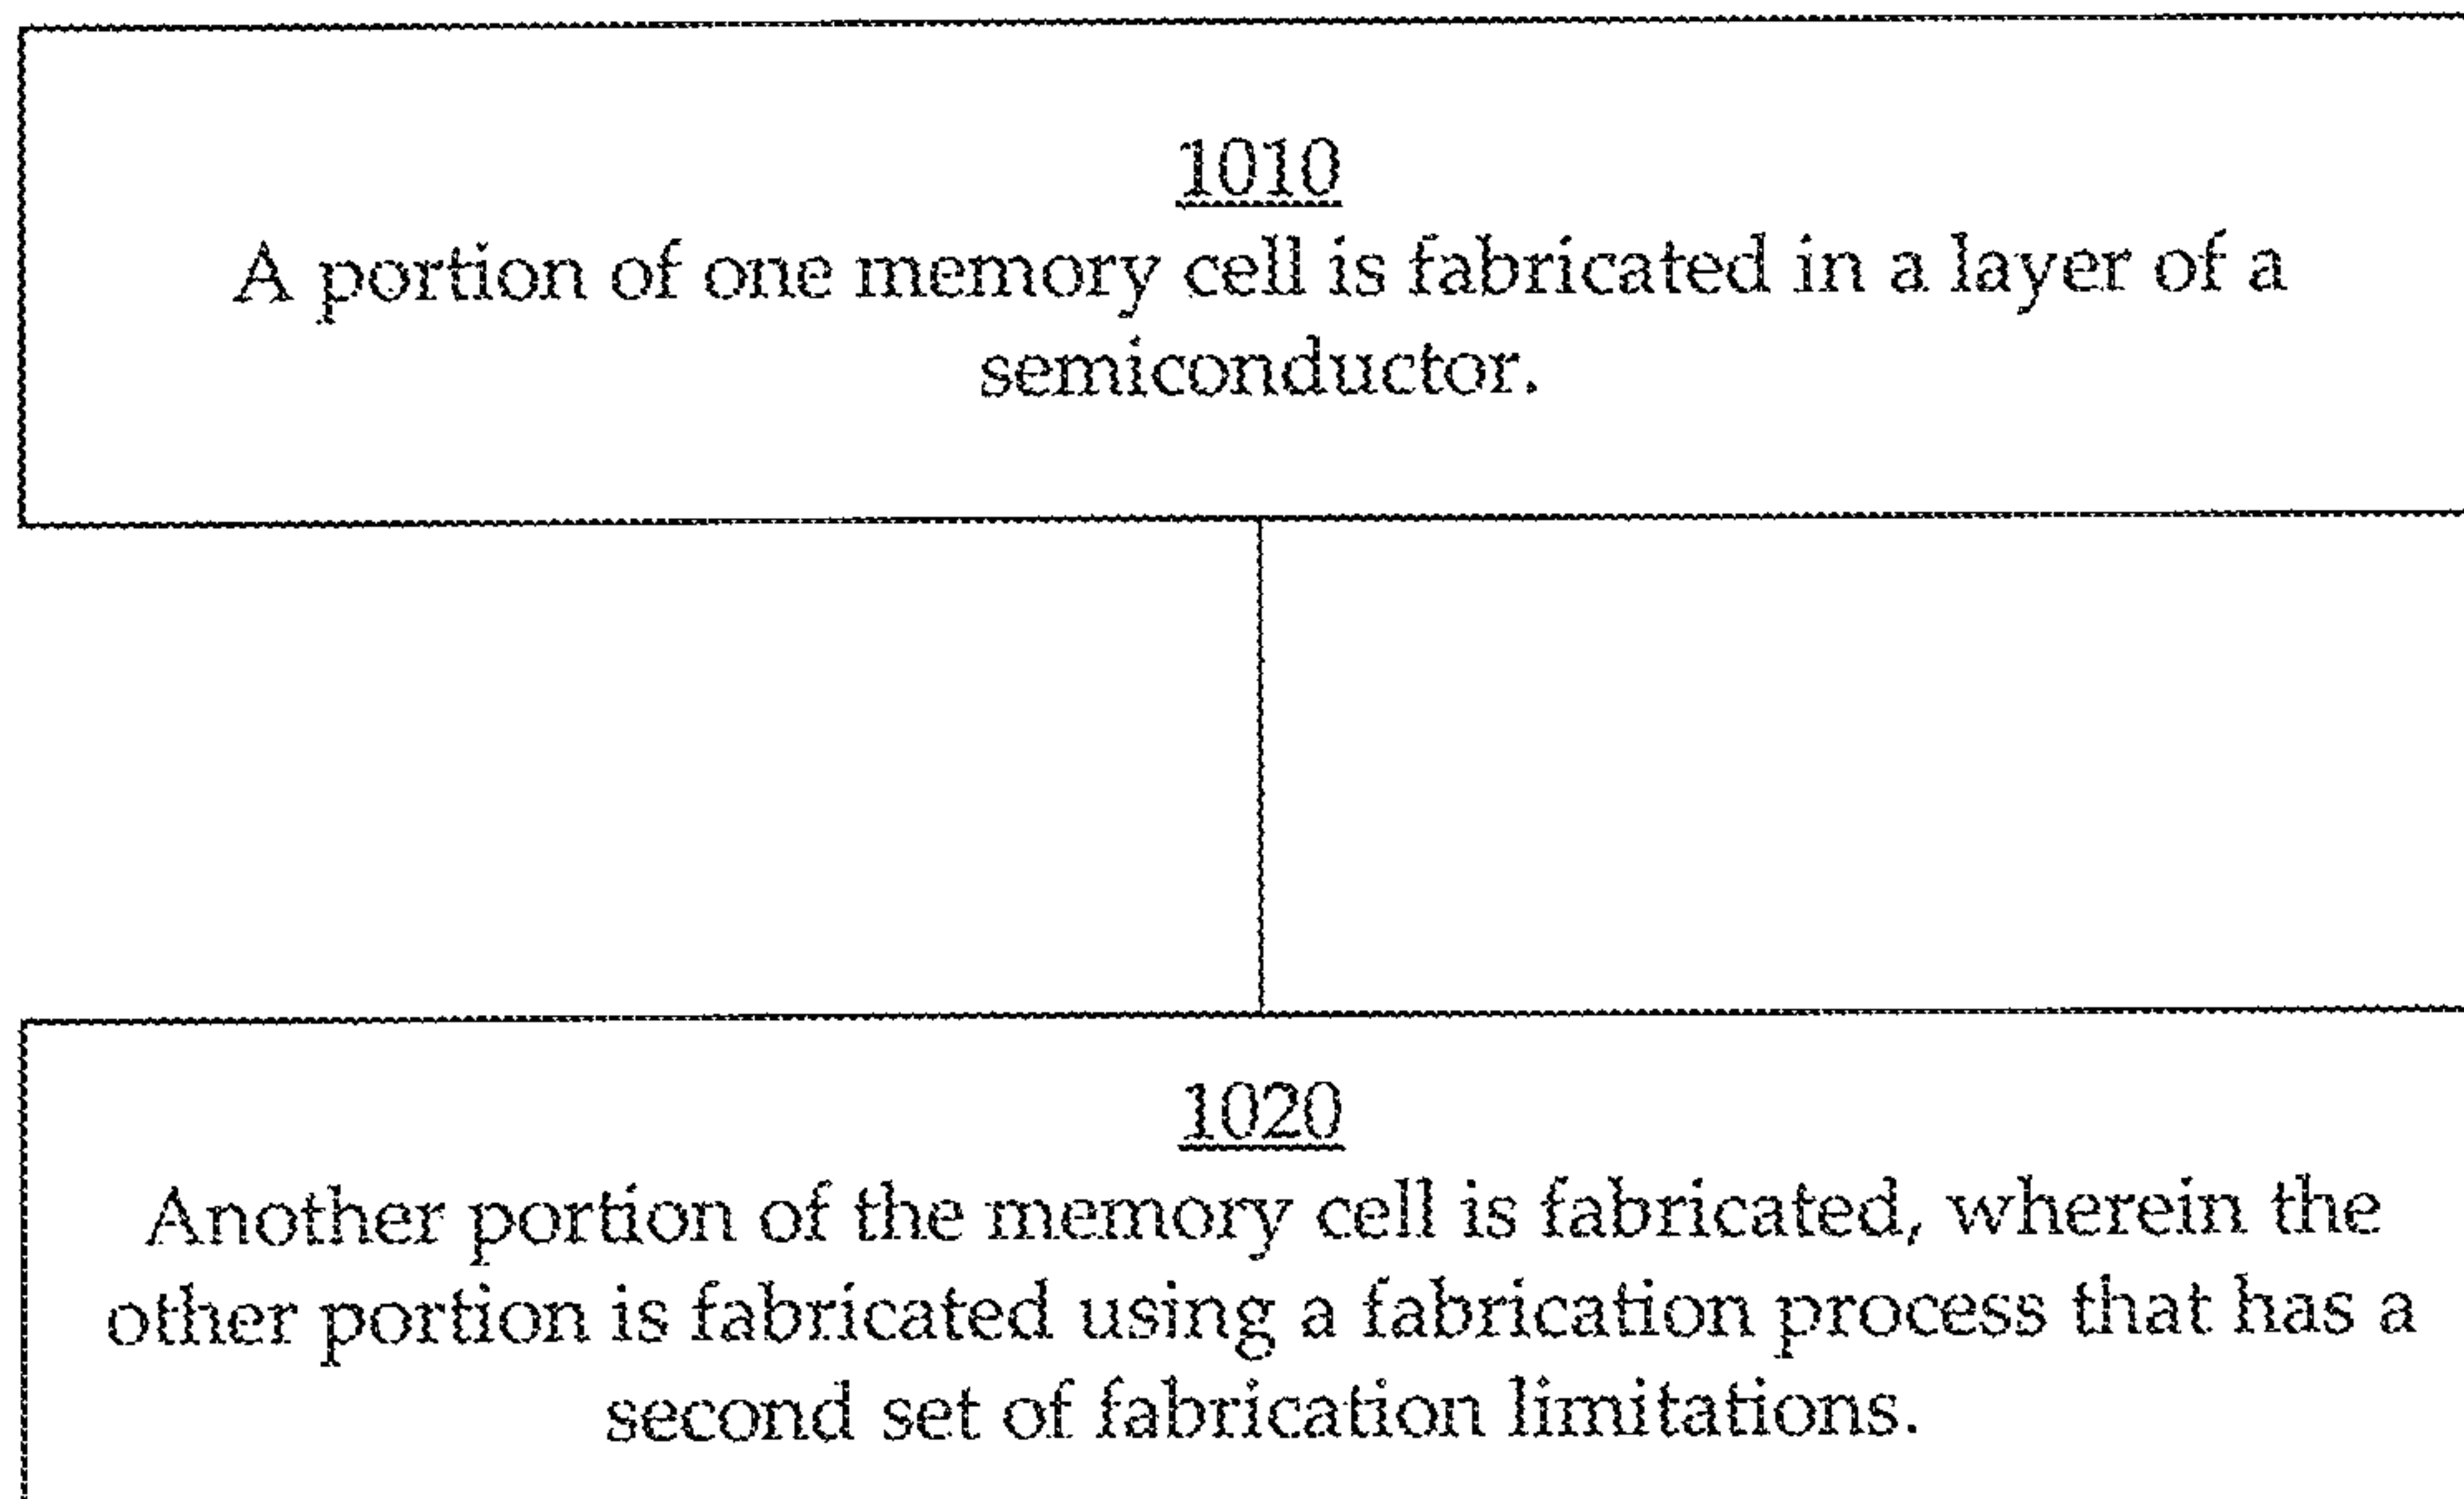 1010
A portion of one memory cell is fabricated in a layer of a
semiconductor.
1020
Another portion of the memory cell is fabricated, wherein the
other portion is fabricated using a fabrication process that has a
second set of fabrication limitations.